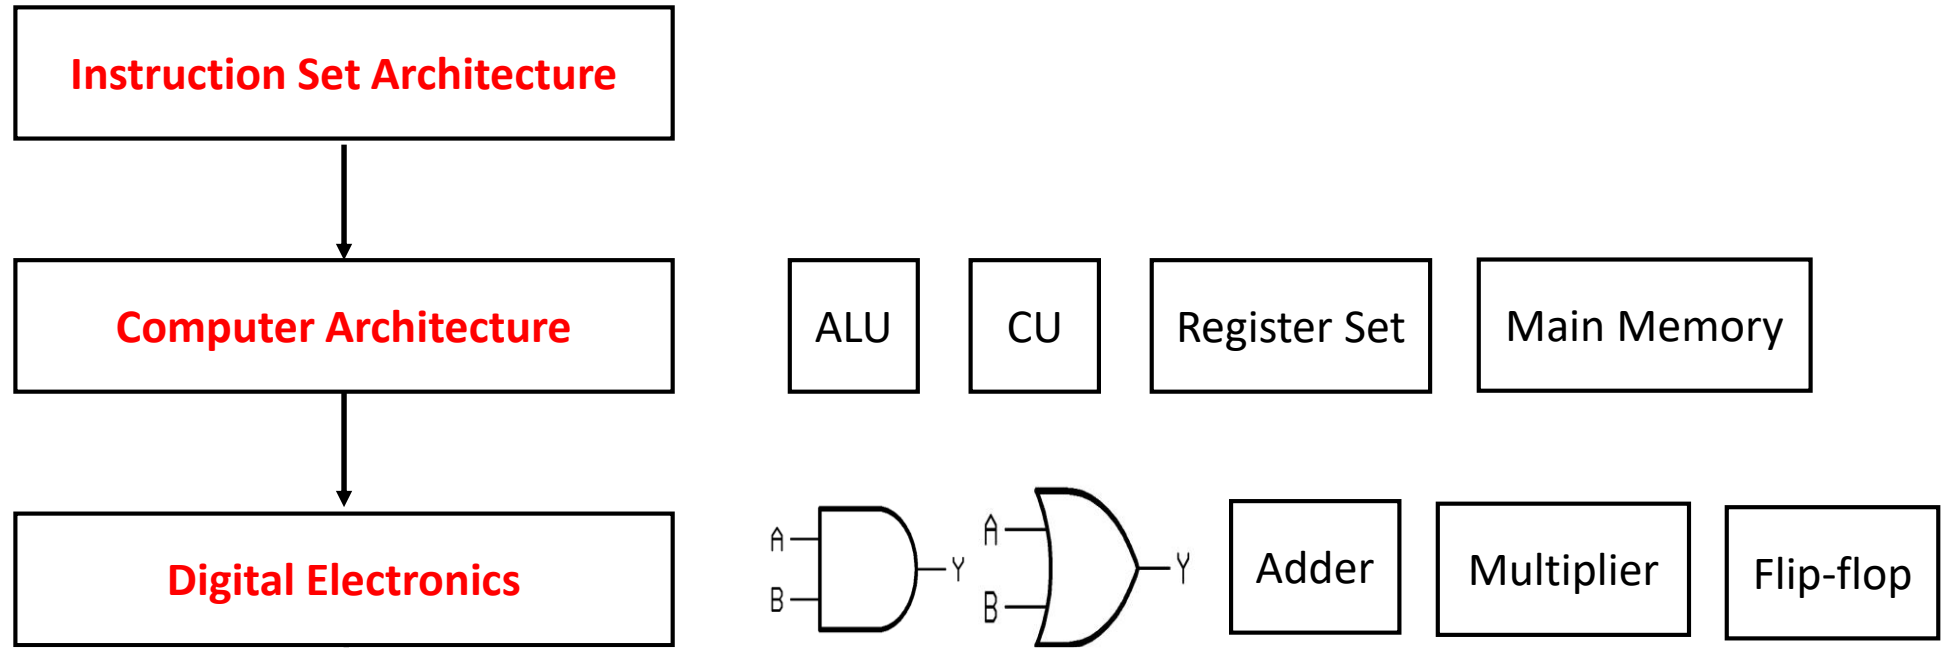 Instruction Set Architecture
Computer Architecture
ALU
CU
Register Set
Main Memory
Digital Electronics
A
B
Y
A
B
Y
Adder
Multiplier
Flip-flop